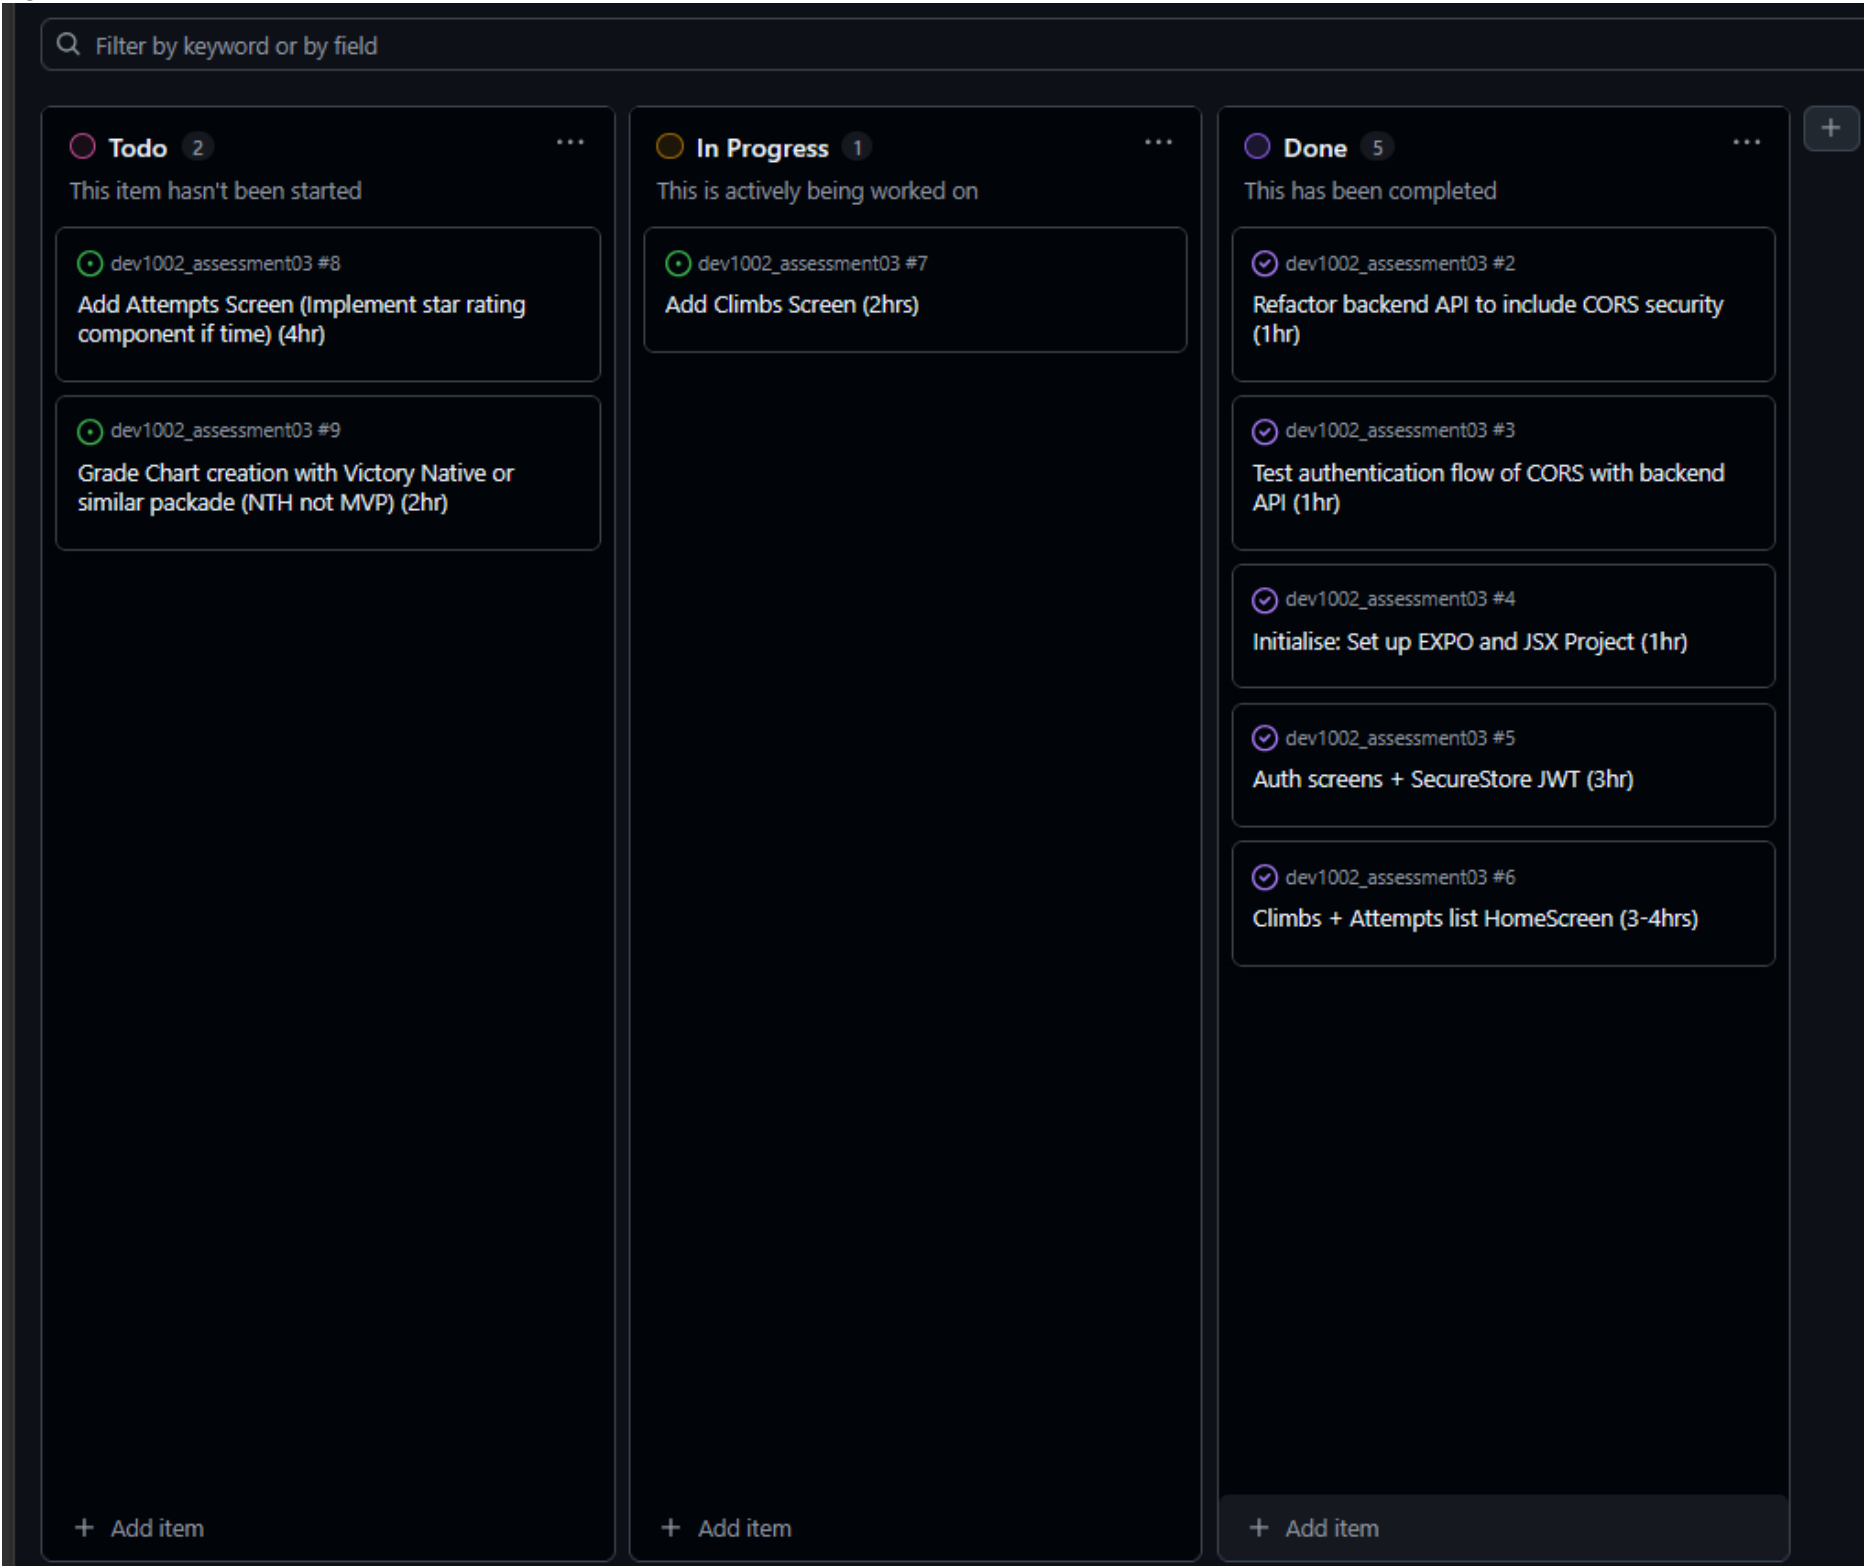 Filter by keyword or by field
Todo 2
This item hasn't been started
dev1002_assessment03 #8
Add Attempts Screen (Implement star rating
component if time) (4hr)
dev1002_assessment03 #9
Grade Chart creation with Victory Native or
similar packade (NTH not MVP) (2hr)
+ Add item
In Progress 1
This is actively being worked on
dev1002_assessment03 #7
Add Climbs Screen (2hrs)
+ Add item
Done 5
This has been completed
dev1002_assessment03 #2
Refactor backend API to include CORS security
(1hr)
dev1002_assessment03 #3
Test authentication flow of CORS with backend
API (1hr)
dev1002_assessment03 #4
Initialise: Set up EXPO and JSX Project (1hr)
dev1002_assessment03 #5
Auth screens + SecureStore JWT (3hr)
dev1002_assessment03 #6
Climbs + Attempts list HomeScreen (3-4hrs)
+ Add item